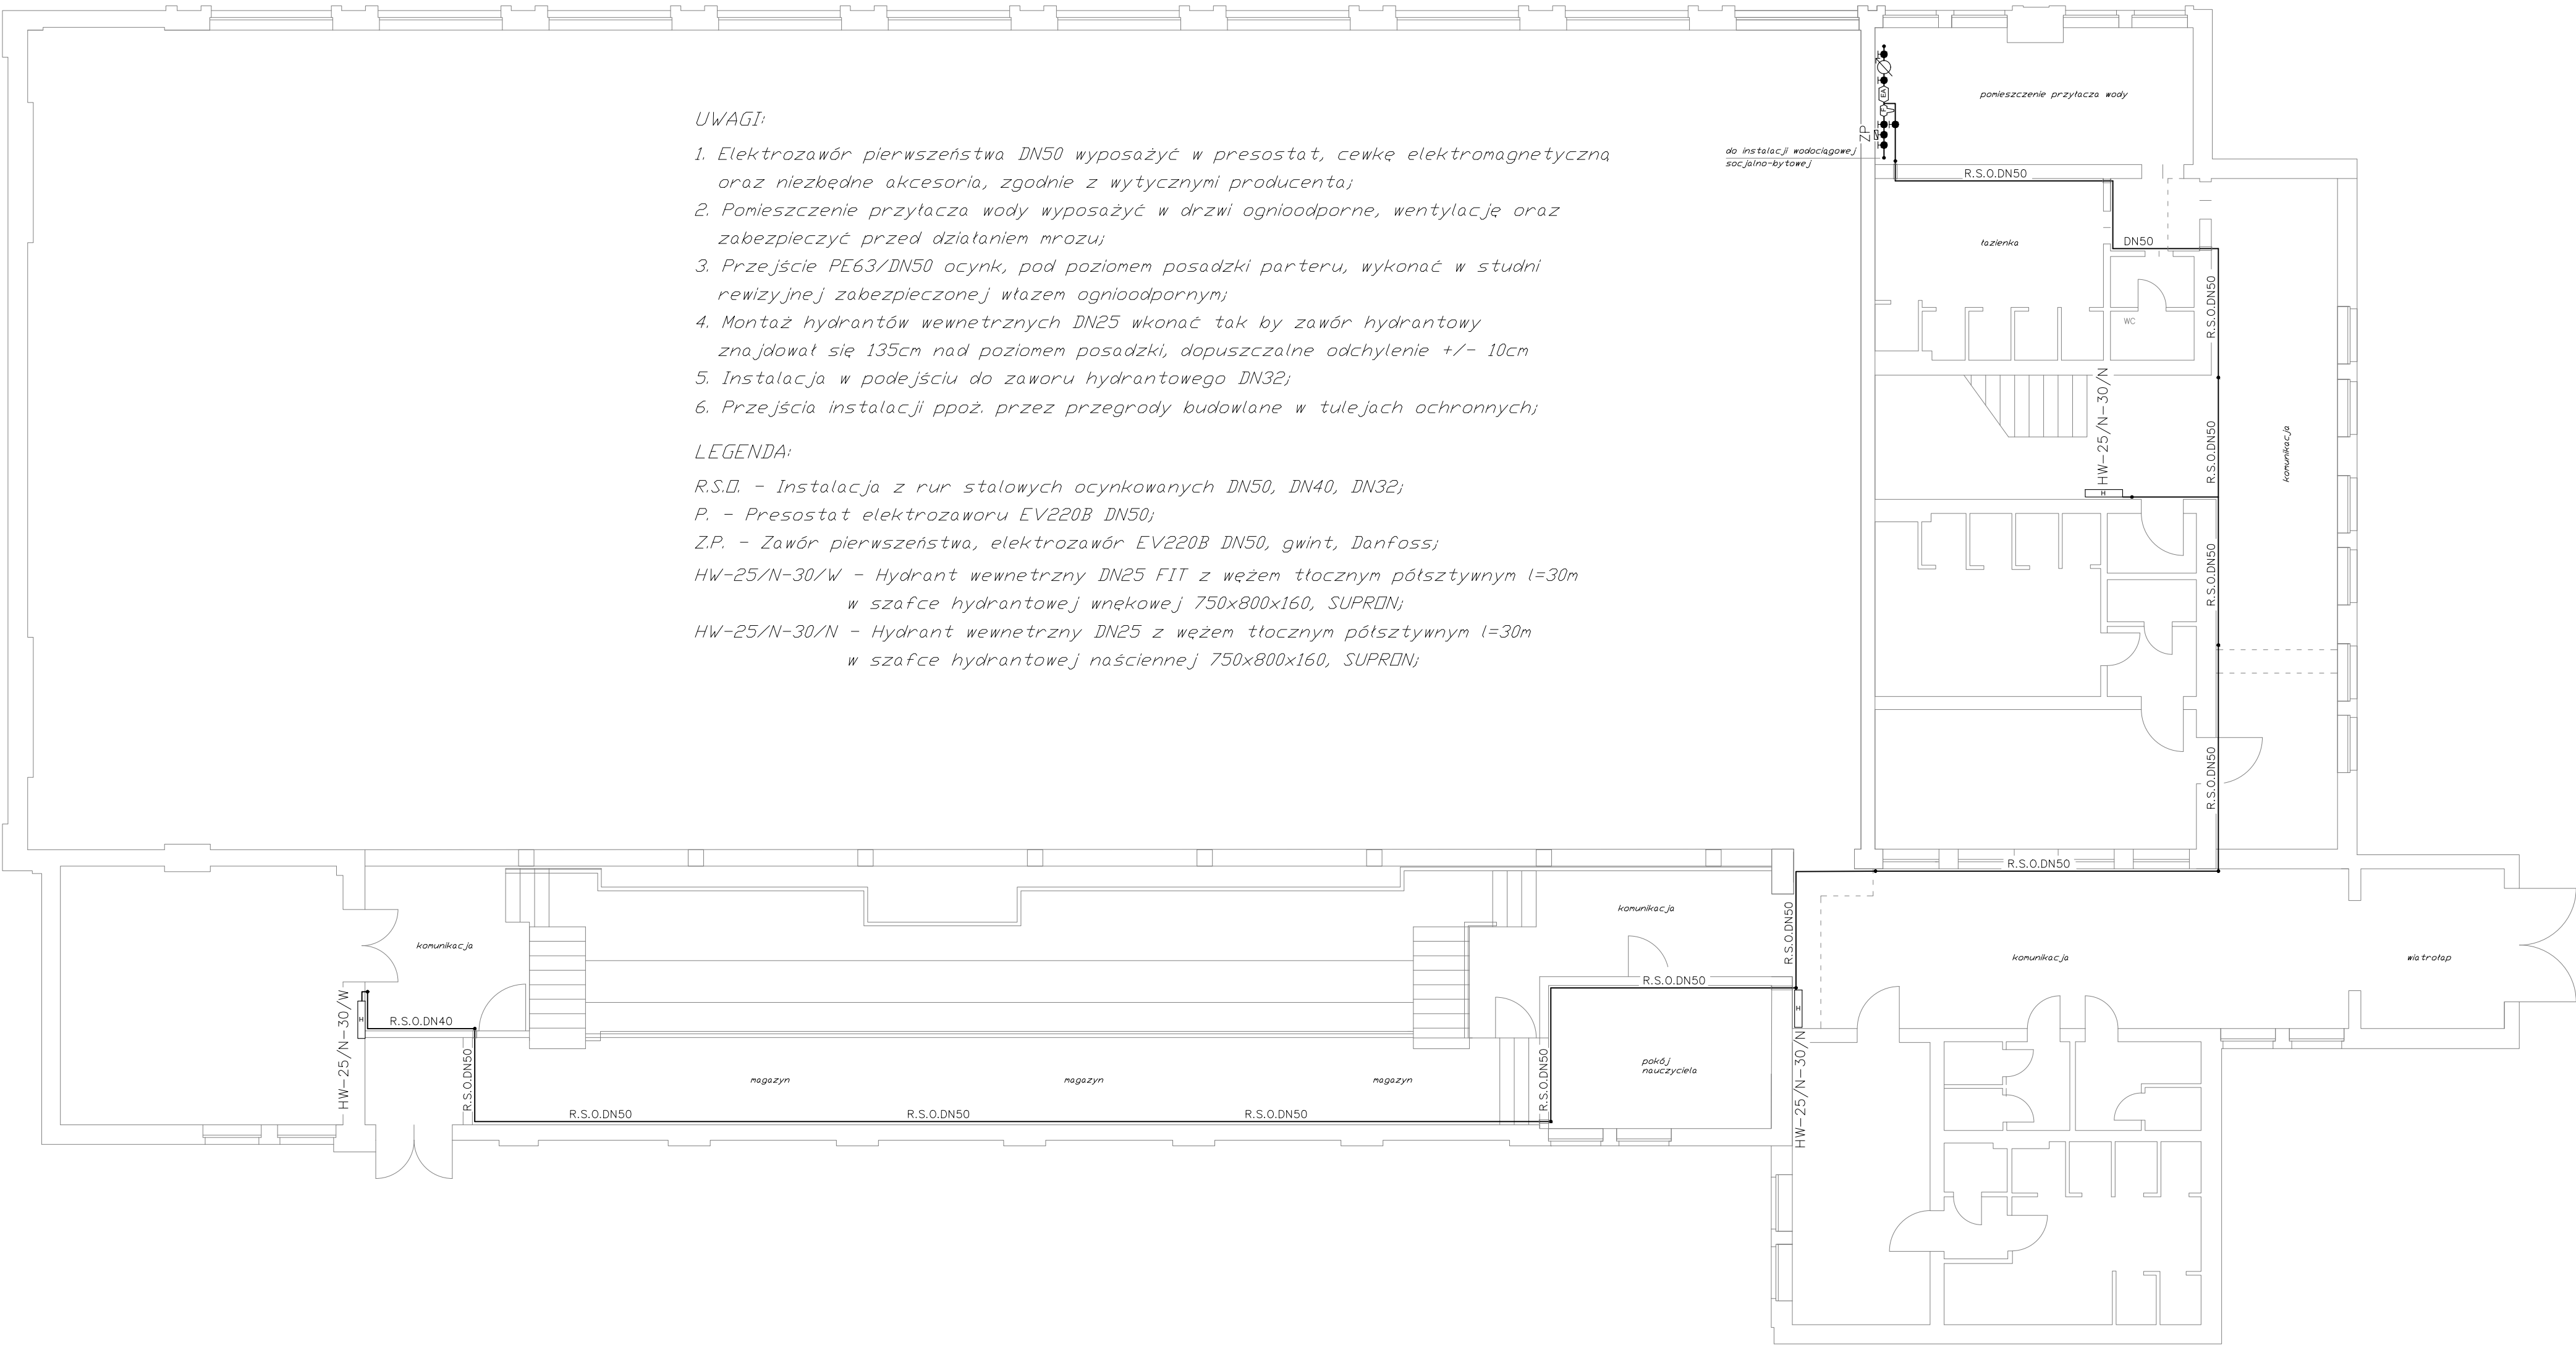 UWAGI:
1. Elektrozawór pierwszeństwa DN50 wyposażyć w presostat, cewkę elektromagnetyczną
oraz niezbędne akcesoria, zgodnie z wytycznymi producenta;
2. Pomieszczenie przyłacza wody wyposażyć w drzwi ognioodporne, wentylację oraz
zabezpieczyć przed działaniem mrozu;
3. Przejście PE63/DN50 ocynk, pod poziomem posadzki parteru, wykonać w studni
rewizyjnej zabezpieczonej włazem ognioodpornym;
4. Montaż hydrantów wewnetrznych DN25 wkonać tak by zawór hydrantowy
znajdował się 135cm nad poziomem posadzki, dopuszczalne odchylenie +/- 10cm
5. Instalacja w podejściu do zaworu hydrantowego DN32;
6. Przejścia instalacji ppoż. przez przegrody budowlane w tulejach ochronnych;
LEGENDA:
R.S.O. - Instalacja z rur stalowych ocynkowanych DN50, DN40, DN32;
P. - Presostat elektrozaworu EV220B DN50;
Z.P. - Zawór pierwszeństwa, elektrozawór EV220B DN50, gwint, Danfoss;
HW-25/N-30/W - Hydrant wewnetrzny DN25 FIT z wężem tłocznym półsztywnym l=30m
w szafce hydrantowej wnękowej 750x800x160, SUPRON;
HW-25/N-30/N - Hydrant wewnetrzny DN25 z wężem tłocznym półsztywnym l=30m
w szafce hydrantowej naściennej 750x800x160, SUPRON;
pomieszczenie przyłacza wody
EA
F
ZP
do instalacji wodociągowej
socjalno-bytowej
R.S.O.DN50
łazienka
DN50
R.S.O.DN50
WC
HW-25/N-30/N
H
R.S.O.DN50
komunikacja
R.S.O.DN50
R.S.O.DN50
R.S.O.DN50
komunikacja
R.S.O.DN50
komunikacja
komunikacja
wiatrołap
R.S.O.DN50
H
HW-25/N-30/W
H
R.S.O.DN40
R.S.O.DN50
magazyn
magazyn
magazyn
R.S.O.DN50
pokój
nauczyciela
HW-25/N-30/N
R.S.O.DN50
R.S.O.DN50
R.S.O.DN50